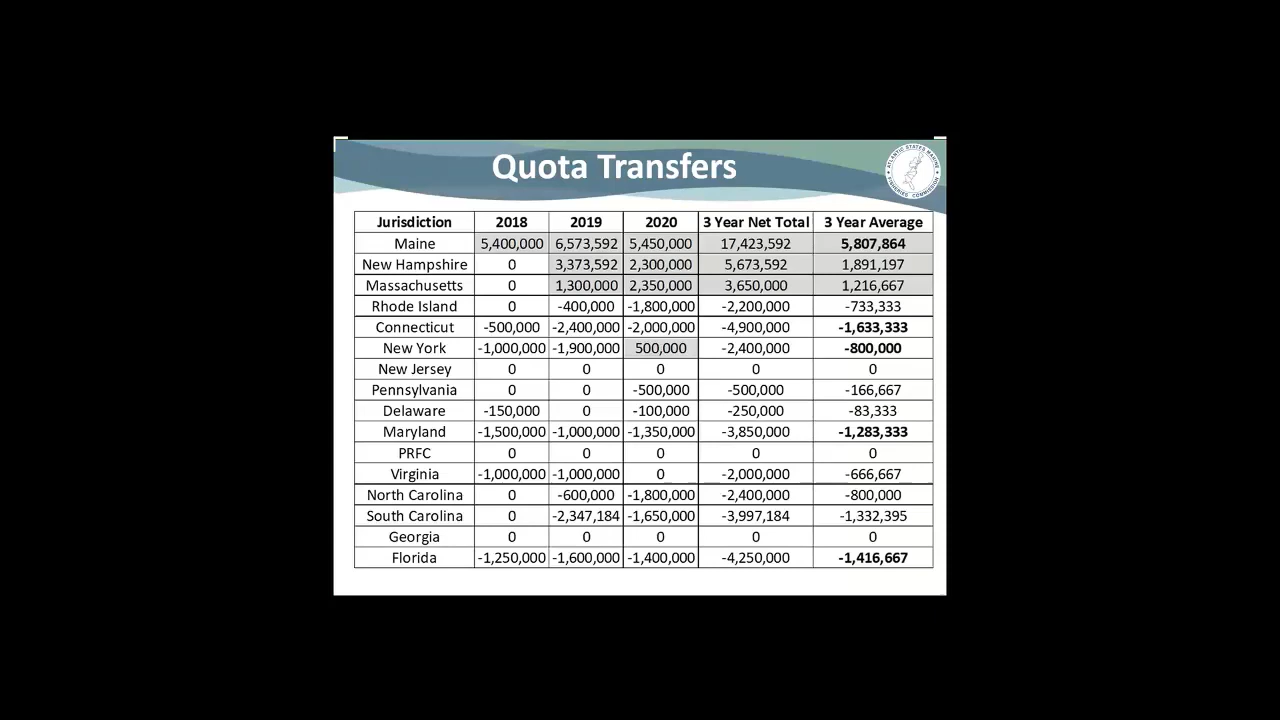 Quota Transfers
ATLANTIC STATES MARINE FISHERIES COMMISSION
Jurisdiction 2018 2019 2020 3 Year Net Total 3 Year Average
Maine 5,400,000 6,573,592 5,450,000 17,423,592 5,807,864
New Hampshire 0 3,373,592 2,300,000 5,673,592 1,891,197
Massachusetts 0 1,300,000 2,350,000 3,650,000 1,216,667
Rhode Island 0 -400,000 -1,800,000 -2,200,000 -733,333
Connecticut -500,000 -2,400,000 -2,000,000 -4,900,000 -1,633,333
New York -1,000,000 -1,900,000 500,000 -2,400,000 -800,000
New Jersey 0 0 0 0 0
Pennsylvania 0 0 -500,000 -500,000 -166,667
Delaware -150,000 0 -100,000 -250,000 -83,333
Maryland -1,500,000 -1,000,000 -1,350,000 -3,850,000 -1,283,333
PRFC 0 0 0 0 0
Virginia -1,000,000 -1,000,000 0 -2,000,000 -666,667
North Carolina 0 -600,000 -1,800,000 -2,400,000 -800,000
South Carolina 0 -2,347,184 -1,650,000 -3,997,184 -1,332,395
Georgia 0 0 0 0 0
Florida -1,250,000 -1,600,000 -1,400,000 -4,250,000 -1,416,667